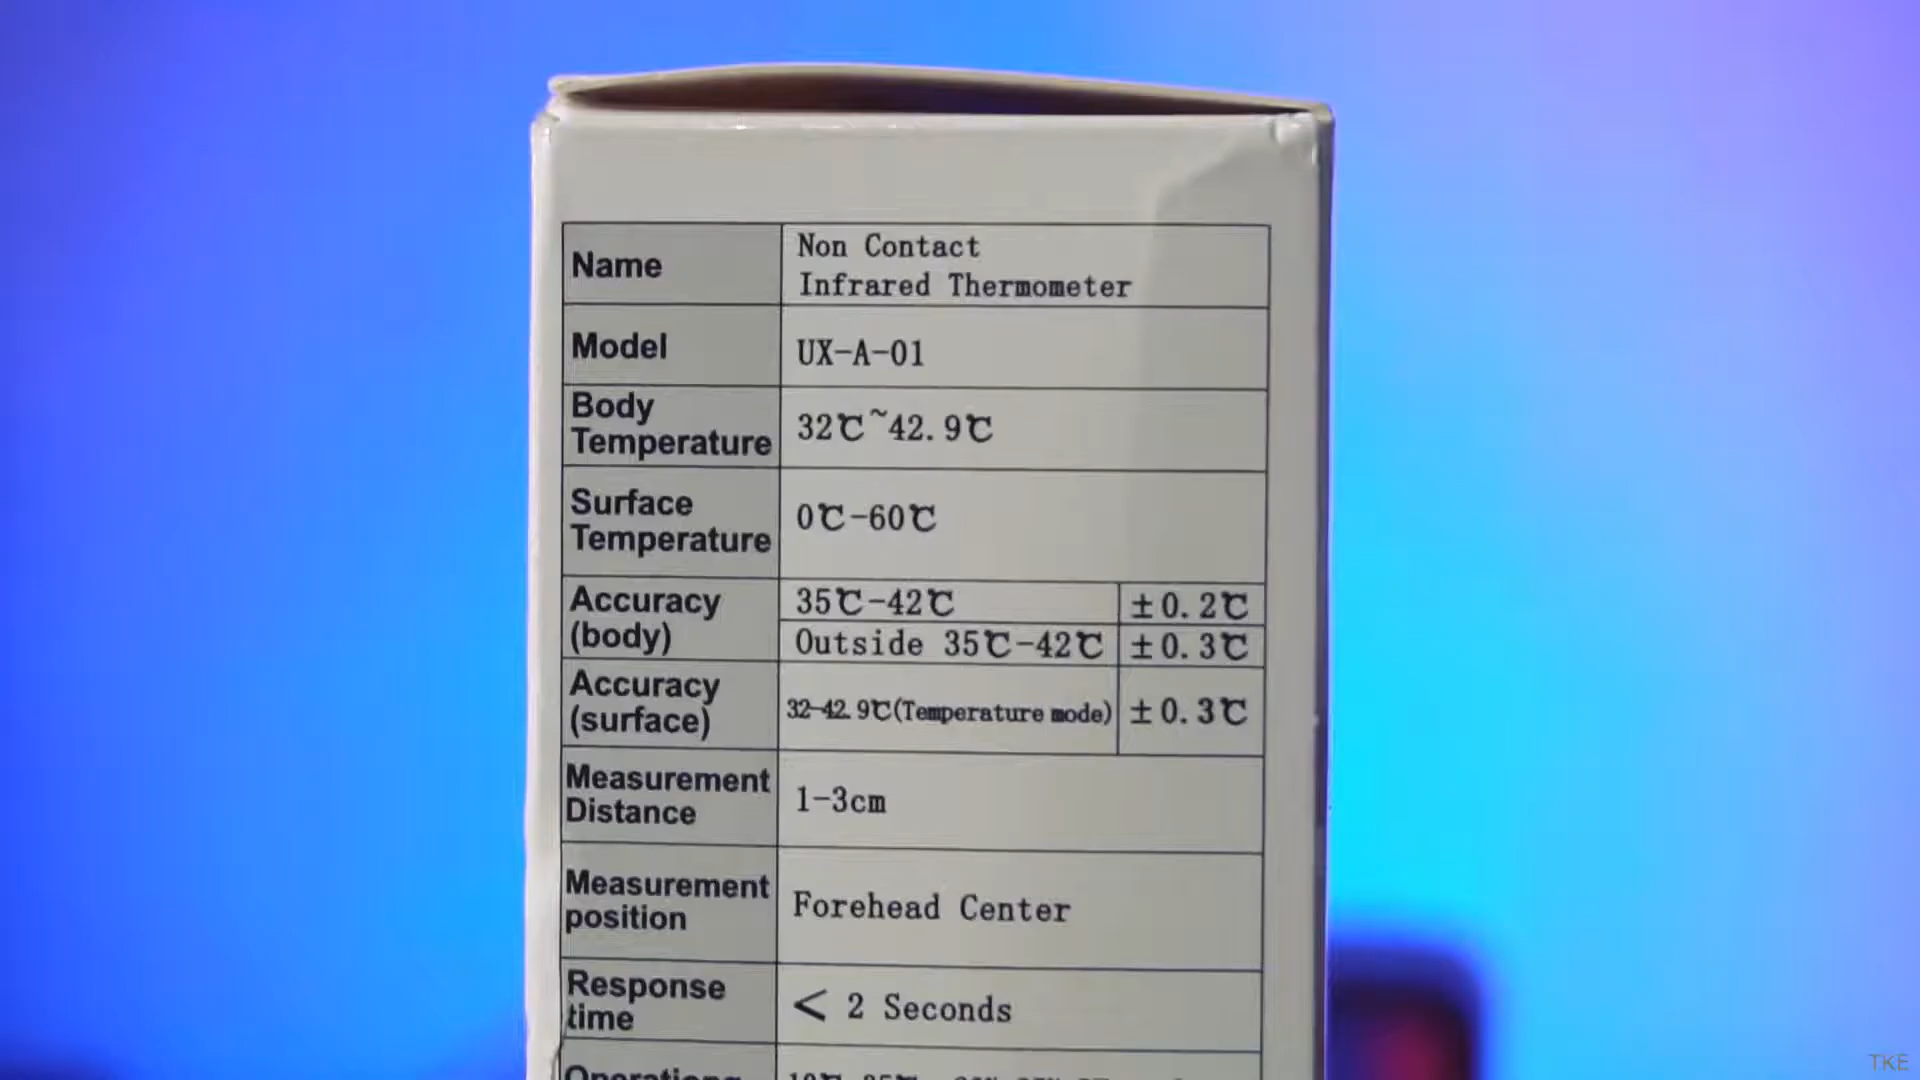 Name
Non Contact
Infrared Thermometer
Model
UX-A-01
Body
Temperature
32℃~42.9℃
Surface
Temperature
0℃-60℃
Accuracy
(body)
35℃-42℃ ±0.2℃
Outside 35℃-42℃ ±0.3℃
Accuracy
(surface)
32-42.9℃(Temperature mode) ±0.3℃
Measurement
Distance
1-3cm
Measurement
position
Forehead Center
Response
time
< 2 Seconds
TKE